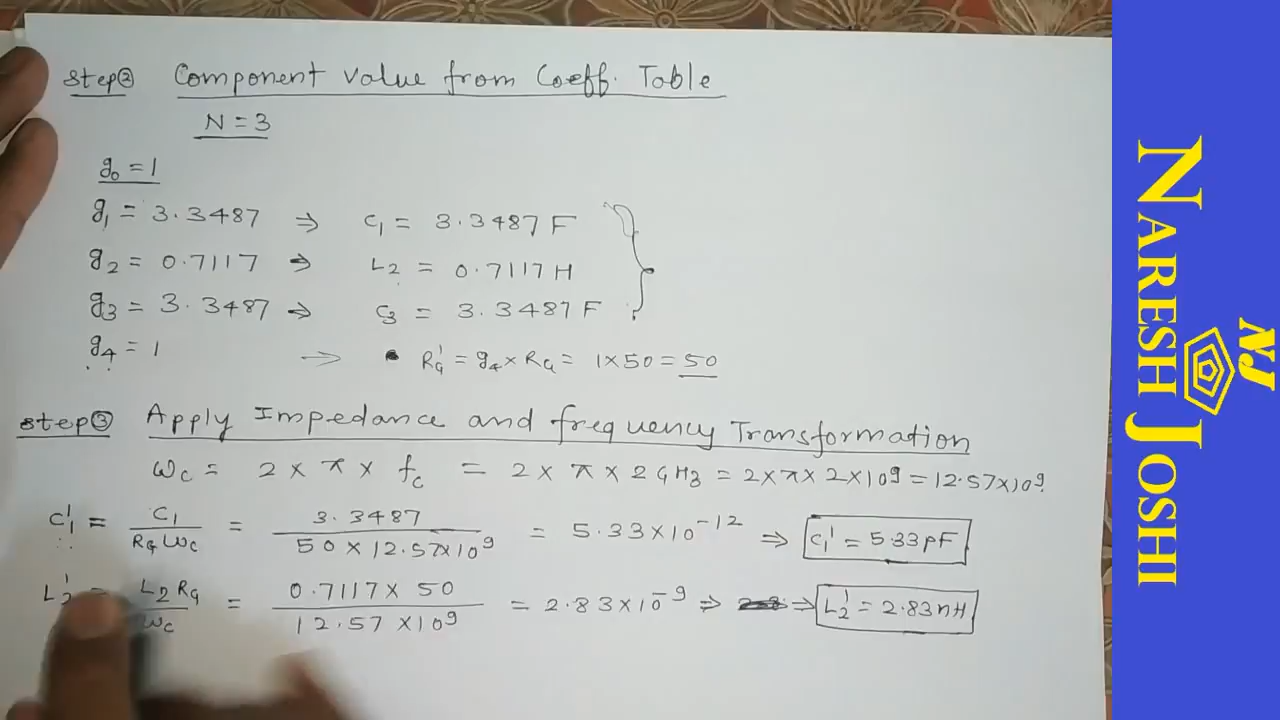 Step② Component Value from Coeff. Table
N = 3
g₀ = 1
g₁ = 3.3487 ⇒ C₁ = 3.3487 F
g₂ = 0.7117 → L₂ = 0.7117 H
g₃ = 3.3487 ⇒ C₃ = 3.3487 F
g₄ = 1 → R'G = g₄ × RG = 1 × 50 = 50
Step③ Apply Impedance and frequency Transformation
ωc = 2 × π × fc = 2 × π × 2 GHz = 2 × π × 2 × 10⁹ = 12.57 × 10⁹.
C₁' = C₁ / RG ωc = 3.3487 / 50 × 12.57 × 10⁹ = 5.33 × 10⁻¹² ⇒ C₁' = 5.33 pF
L₂' = L₂ RG / ωc = 0.7117 × 50 / 12.57 × 10⁹ = 2.83 × 10⁻⁹ ⇒ ⇒ L₂' = 2.83 nH
NARESH JOSHI
NJ